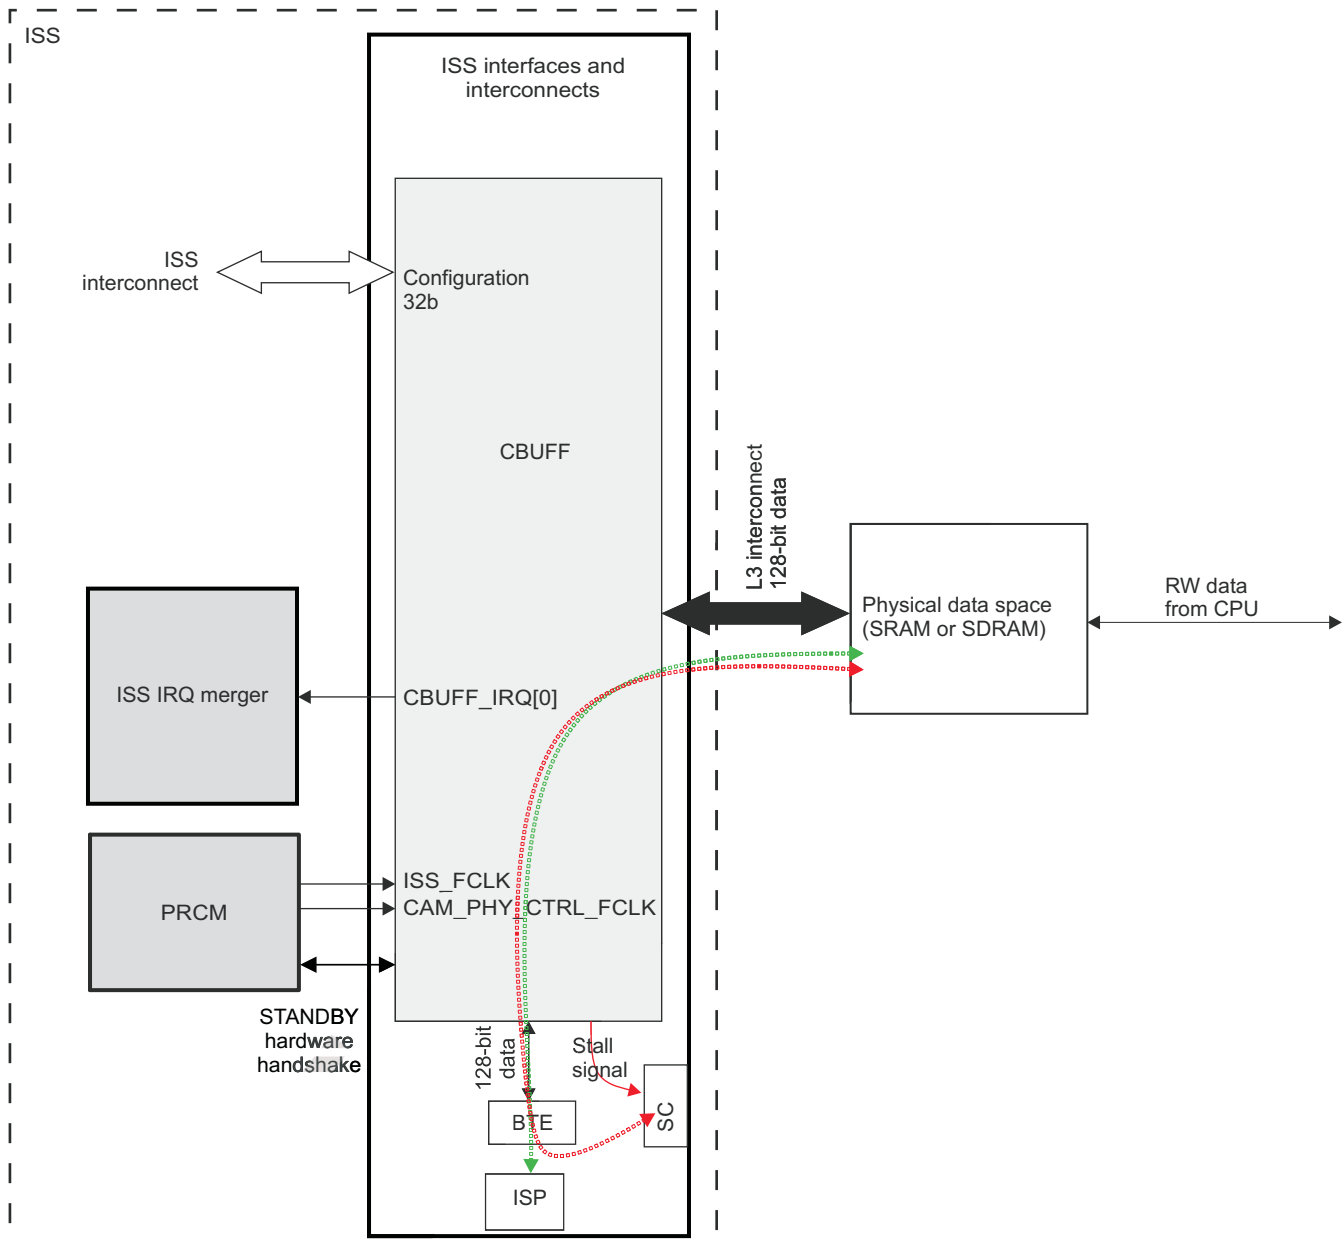 ISS
ISS interfaces and
interconnects
ISS
interconnect
Configuration
32b
CBUFF
L3 interconnect
128-bit data
Physical data space
(SRAM or SDRAM)
RW data
from CPU
ISS IRQ merger
CBUFF_IRQ[0]
PRCM
ISS_FCLK
CAM_PHY_CTRL_FCLK
STANDBY
hardware
handshake
128-bit
data
Stall
signal
BTE
SC
ISP